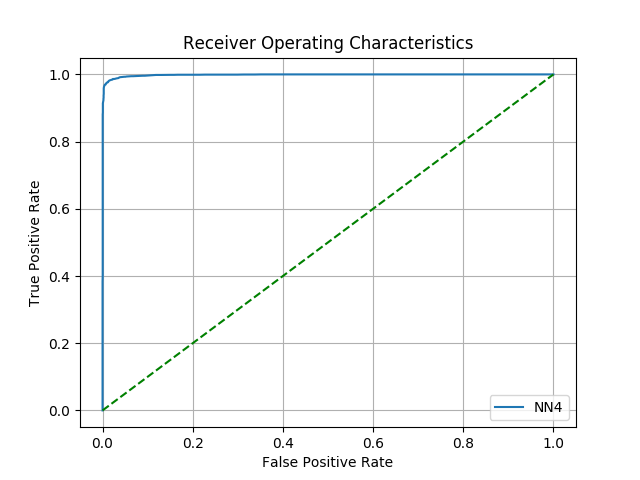 Receiver Operating Characteristics
True Positive Rate
1.0
0.8
0.6
0.4
0.2
0.0
0.0 0.2 0.4 0.6 0.8 1.0
False Positive Rate
NN4